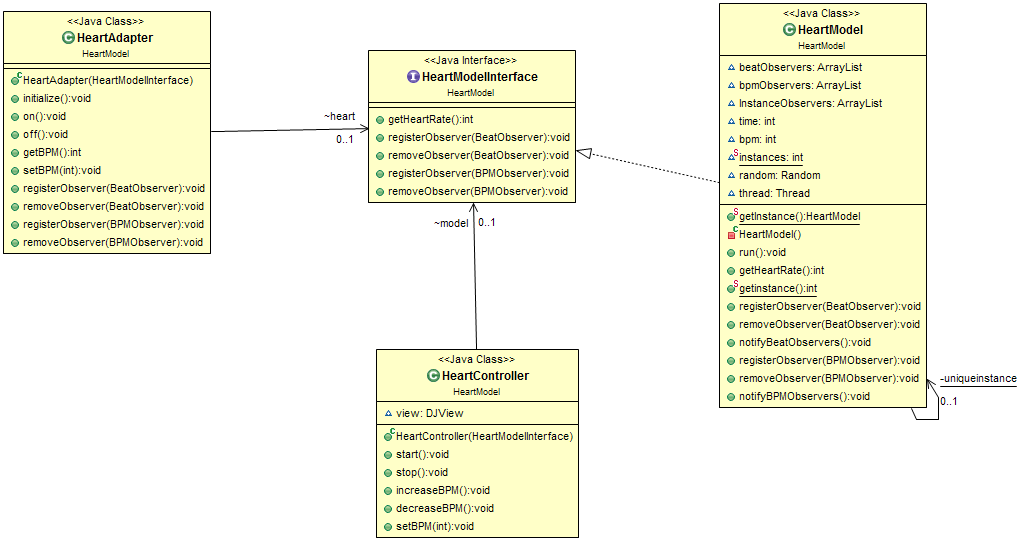 <<Java Class>>
HeartAdapter
HeartModel
HeartAdapter(HeartModelInterface)
initialize():void
on():void
off():void
getBPM():int
setBPM(int):void
registerObserver(BeatObserver):void
removeObserver(BeatObserver):void
registerObserver(BPMObserver):void
removeObserver(BPMObserver):void
~heart
0..1
<<Java Interface>>
HeartModelInterface
HeartModel
getHeartRate():int
registerObserver(BeatObserver):void
removeObserver(BeatObserver):void
registerObserver(BPMObserver):void
removeObserver(BPMObserver):void
~model
0..1
<<Java Class>>
HeartController
HeartModel
view: DJView
HeartController(HeartModelInterface)
start():void
stop():void
increaseBPM():void
decreaseBPM():void
setBPM(int):void
<<Java Class>>
HeartModel
HeartModel
beatObservers: ArrayList
bpmObservers: ArrayList
InstanceObservers: ArrayList
time: int
bpm: int
instances: int
random: Random
thread: Thread
getInstance():HeartModel
HeartModel()
run():void
getHeartRate():int
getinstance():int
registerObserver(BeatObserver):void
removeObserver(BeatObserver):void
notifyBeatObservers():void
registerObserver(BPMObserver):void
removeObserver(BPMObserver):void
notifyBPMObservers():void
-uniqueinstance
0..1